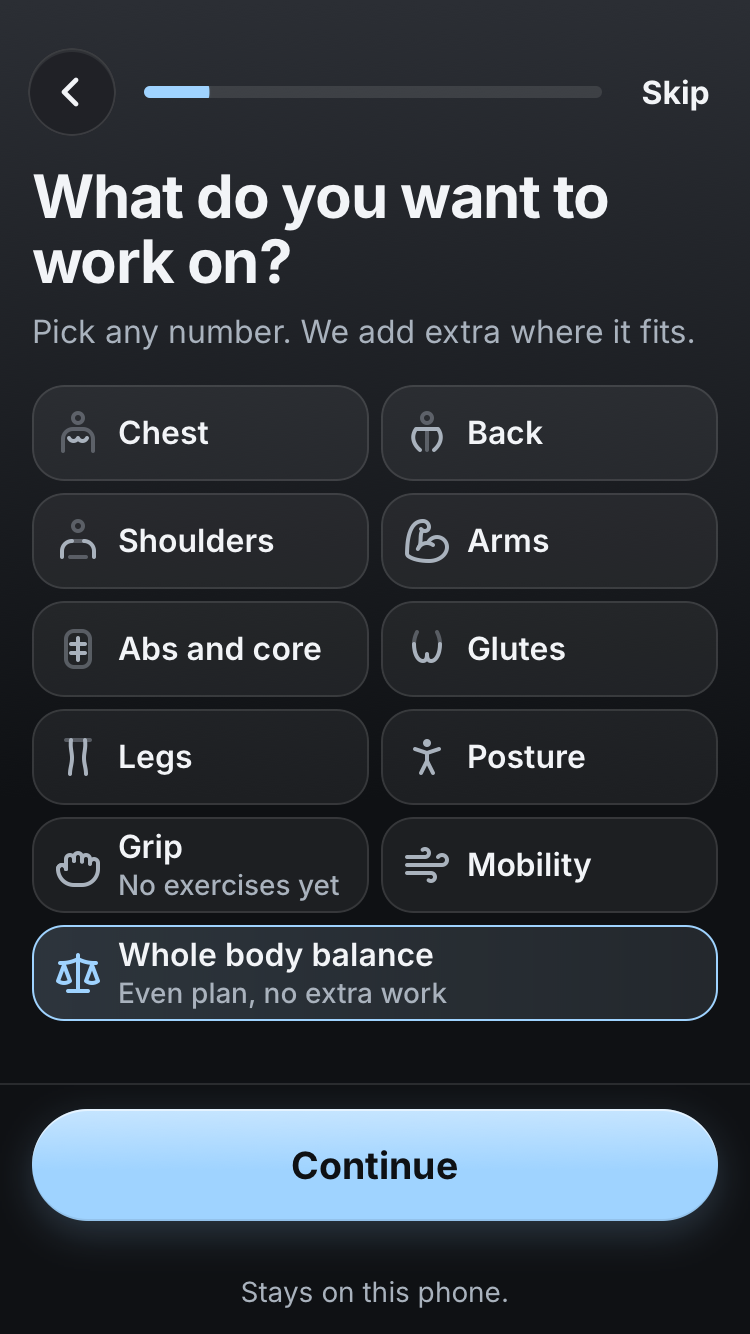 Skip
What do you want to
work on?
Pick any number. We add extra where it fits.
Chest
Back
Shoulders
Arms
Abs and core
Glutes
Legs
Posture
Grip
No exercises yet
Mobility
Whole body balance
Even plan, no extra work
Continue
Stays on this phone.